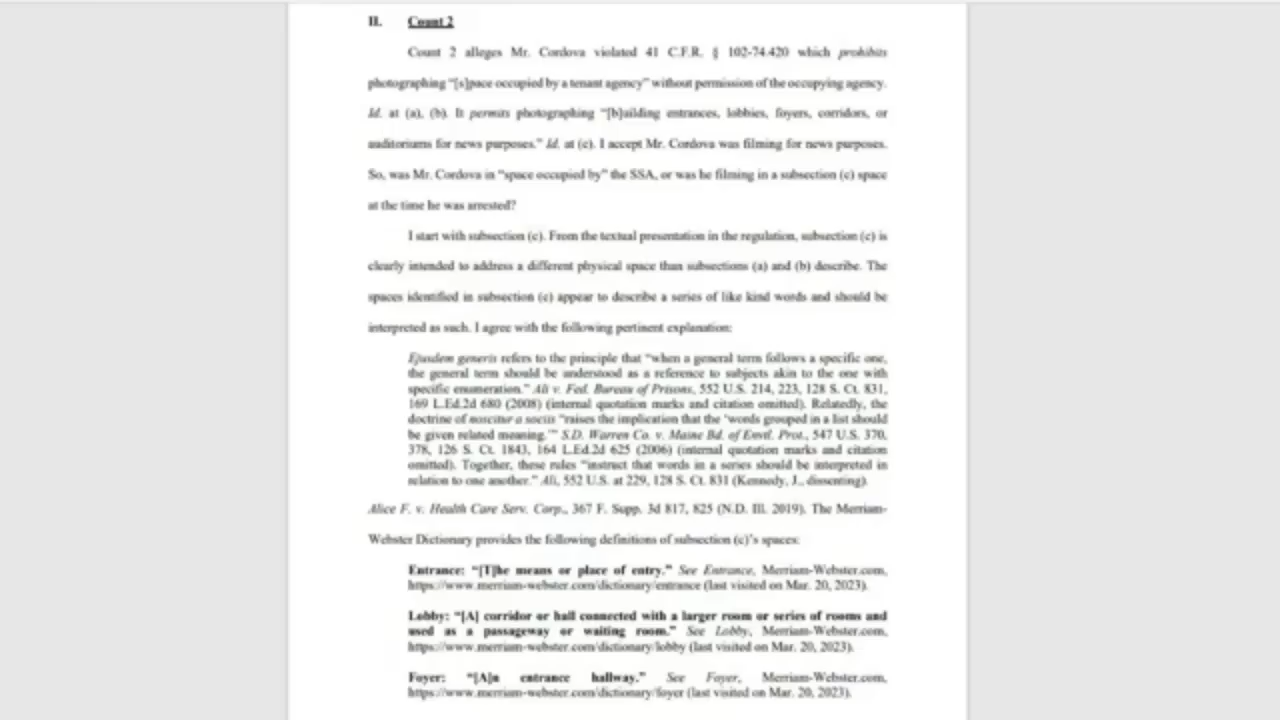 II. Count 2
Count 2 alleges Mr. Cordova violated 41 C.F.R. § 102-74.420 which prohibits
photographing “[s]pace occupied by a tenant agency” without permission of the occupying agency.
Id. at (a), (b). It permits photographing “[b]uilding entrances, lobbies, foyers, corridors, or
auditoriums for news purposes.” Id. at (c). I accept Mr. Cordova was filming for news purposes.
So, was Mr. Cordova in “space occupied by” the SSA, or was he filming in a subsection (c) space
at the time he was arrested?
I start with subsection (c). From the textual presentation in the regulation, subsection (c) is
clearly intended to address a different physical space than subsections (a) and (b) describe. The
spaces identified in subsection (c) appear to describe a series of like kind words and should be
interpreted as such. I agree with the following pertinent explanation:
Ejusdem generis refers to the principle that “when a general term follows a specific one,
the general term should be understood as a reference to subjects akin to the one with
specific enumeration.” Ali v. Fed. Bureau of Prisons, 552 U.S. 214, 223, 128 S. Ct. 831,
169 L.Ed.2d 680 (2008) (internal quotation marks and citation omitted). Relatedly, the
doctrine of noscitur a sociis “raises the implication that the ‘words grouped in a list should
be given related meaning.’” S.D. Warren Co. v. Maine Bd. of Envtl. Prot., 547 U.S. 370,
378, 126 S. Ct. 1843, 164 L.Ed.2d 625 (2006) (internal quotation marks and citation
omitted). Together, these rules “instruct that words in a series should be interpreted in
relation to one another.” Ali, 552 U.S. at 229, 128 S. Ct. 831 (Kennedy, J., dissenting).
Alice F. v. Health Care Serv. Corp., 367 F. Supp. 3d 817, 825 (N.D. Ill. 2019). The Merriam-
Webster Dictionary provides the following definitions of subsection (c)’s spaces:
Entrance: “[T]he means or place of entry.” See Entrance, Merriam-Webster.com,
https://www.merriam-webster.com/dictionary/entrance (last visited on Mar. 20, 2023).
Lobby: “[A] corridor or hall connected with a larger room or series of rooms and
used as a passageway or waiting room.” See Lobby, Merriam-Webster.com,
https://www.merriam-webster.com/dictionary/lobby (last visited on Mar. 20, 2023).
Foyer: “[A]n entrance hallway.” See Foyer, Merriam-Webster.com,
https://www.merriam-webster.com/dictionary/foyer (last visited on Mar. 20, 2023).